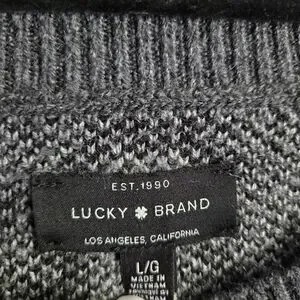 EST. 1990
LUCKY BRAND
LOS ANGELES, CALIFORNIA
L/G
MADE IN
VIETNAM